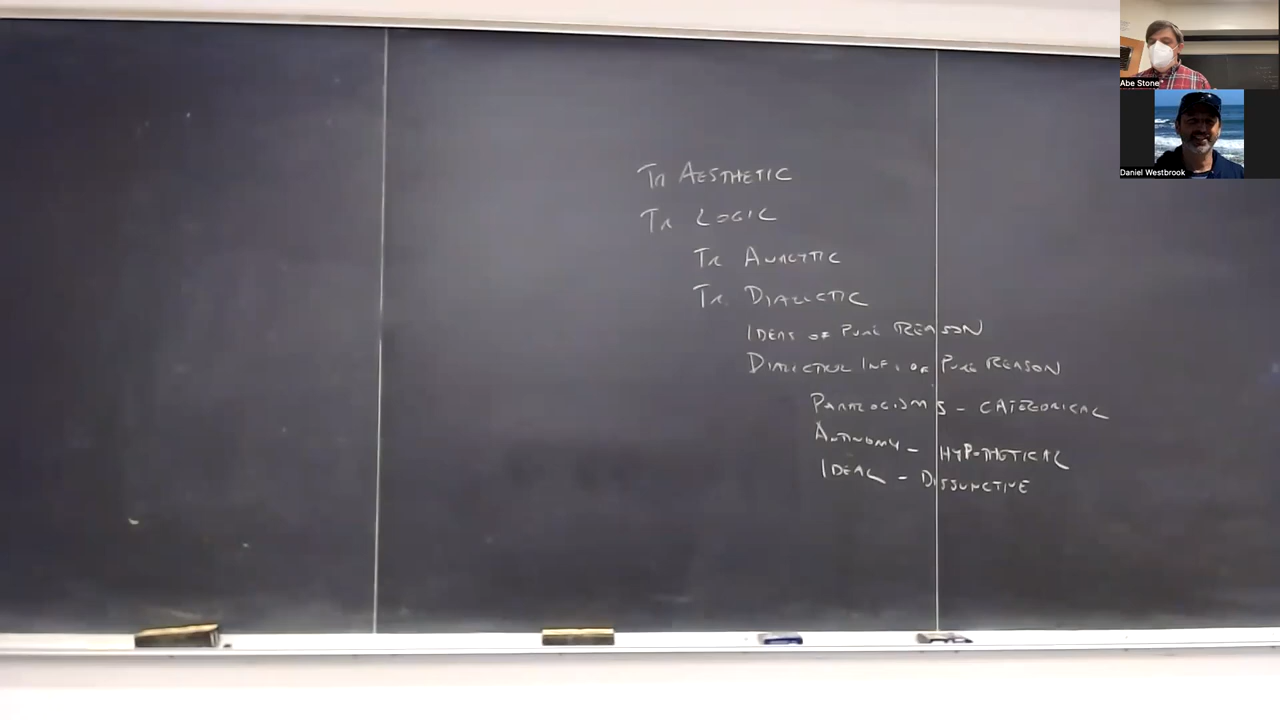 Tr AESTHETIC
Tr LOGIC
Tr ANALYTIC
Tr DIALECTIC
IDEAS OF PURE REASON
DIALECTICAL INF. OF PURE REASON
PARALOGISMS - CATEGORICAL
ANTINOMY - HYPOTHETICAL
IDEAL - DISJUNCTIVE
Abe Stone
Daniel Westbrook